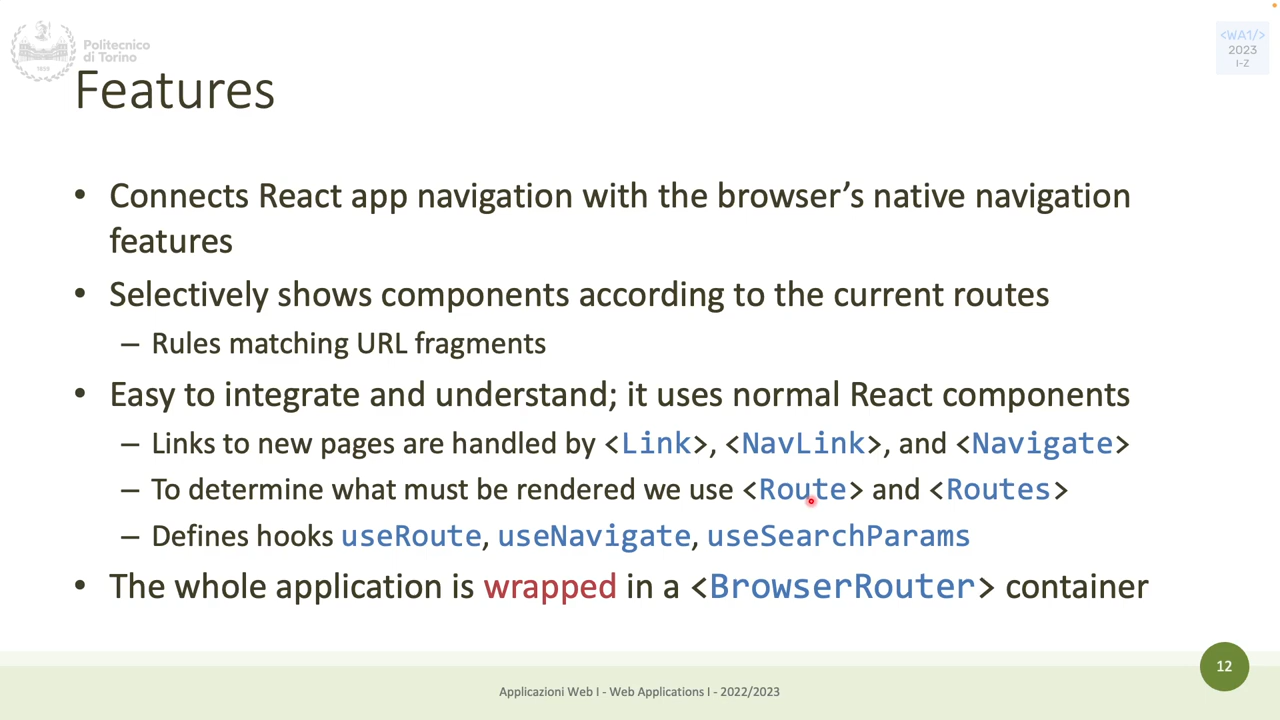 Politecnico
di Torino
<WA1/>
2023
I-Z
Features
• Connects React app navigation with the browser’s native navigation
features
• Selectively shows components according to the current routes
– Rules matching URL fragments
• Easy to integrate and understand; it uses normal React components
– Links to new pages are handled by <Link>, <NavLink>, and <Navigate>
– To determine what must be rendered we use <Route> and <Routes>
– Defines hooks useRoute, useNavigate, useSearchParams
• The whole application is wrapped in a <BrowserRouter> container
12
Applicazioni Web I - Web Applications I - 2022/2023